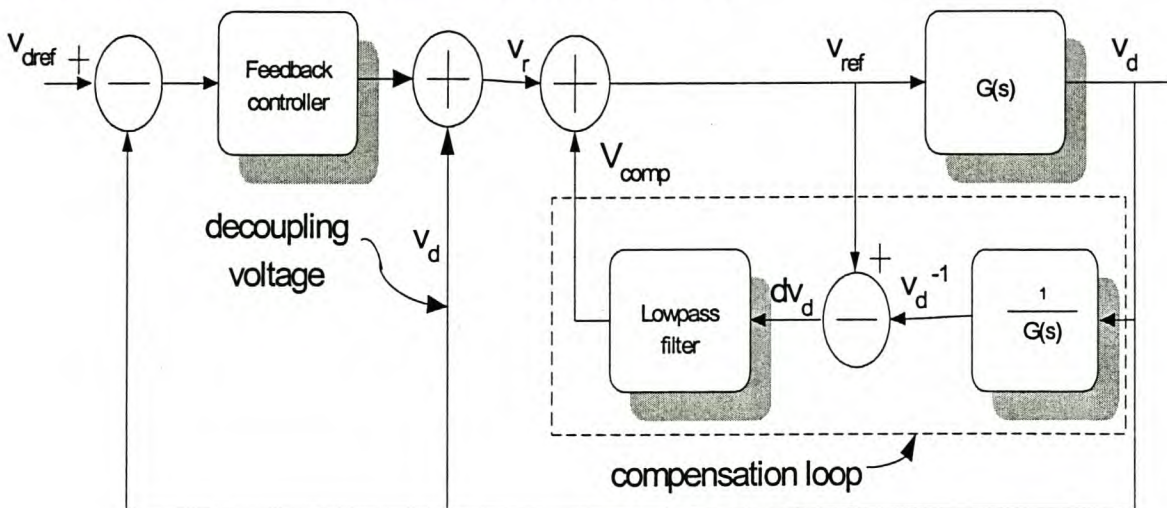 Vdref +
Feedback
controller
Vr
Vref
G(s)
Vd
Vcomp
decoupling
voltage
Vd
Lowpass
filter
dVd
+
Vd⁻¹
1
G(s)
compensation loop